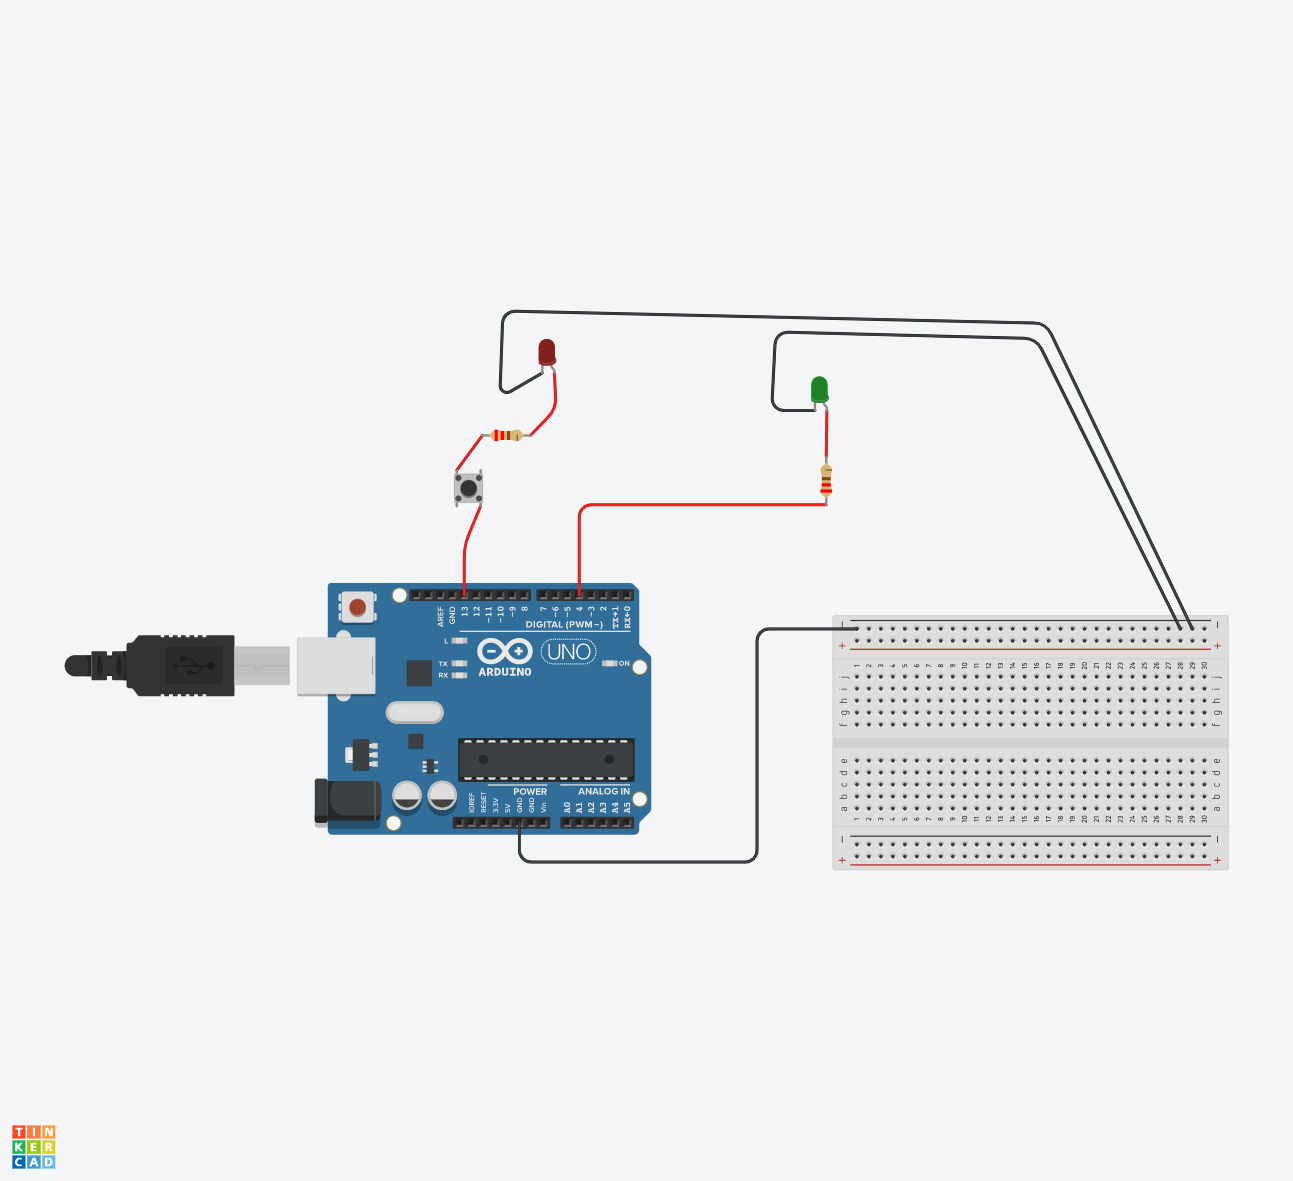 AREF
GND
13
12
~11
~10
~9
8
7
~6
~5
4
~3
2
TX→1
RX←0
DIGITAL (PWM~)
L
TX
RX
ARDUINO
UNO
ON
POWER
ANALOG IN
IOREF
RESET
3.3V
5V
GND
GND
Vin
A0
A1
A2
A3
A4
A5
− −
+ +
1 2 3 4 5 6 7 8 9 10 11 12 13 14 15 16 17 18 19 20 21 22 23 24 25 26 27 28 29 30
j j
i i
h h
g g
f f
e e
d d
c c
b b
a a
1 2 3 4 5 6 7 8 9 10 11 12 13 14 15 16 17 18 19 20 21 22 23 24 25 26 27 28 29 30
− −
+ +
TIN
KER
CAD